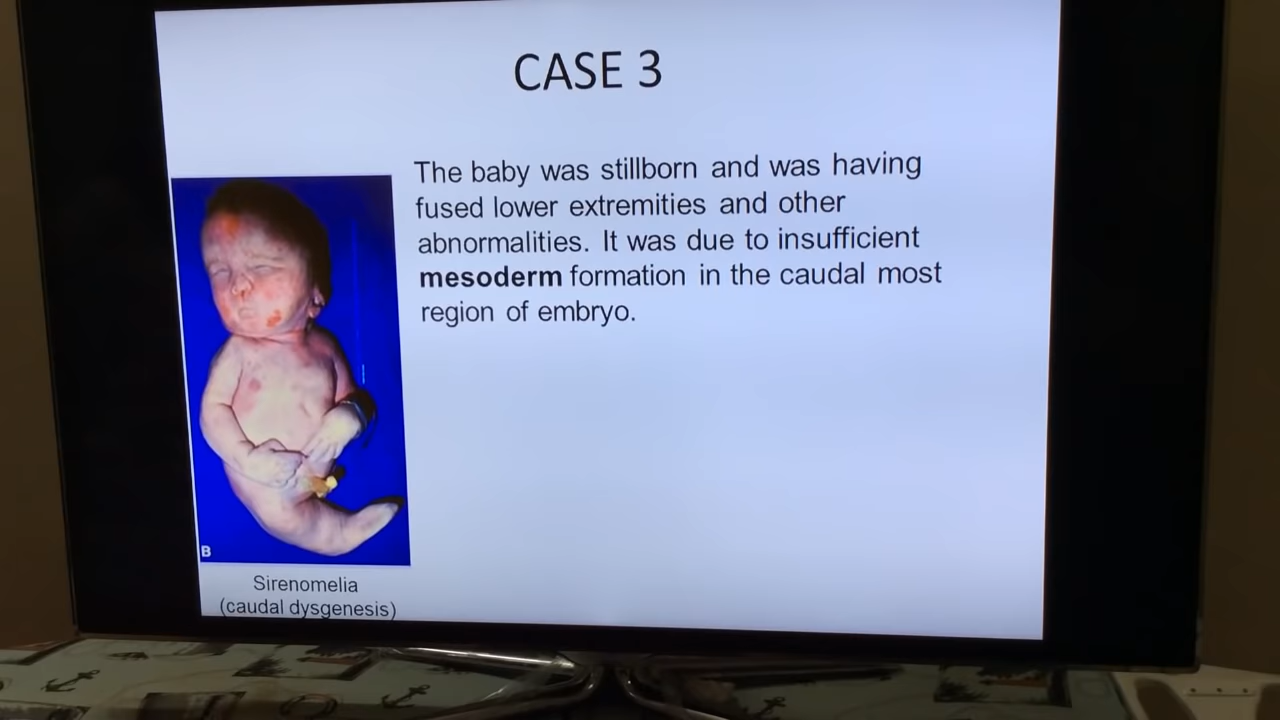 CASE 3
The baby was stillborn and was having
fused lower extremities and other
abnormalities. It was due to insufficient
mesoderm formation in the caudal most
region of embryo.
B
Sirenomelia
(caudal dysgenesis)